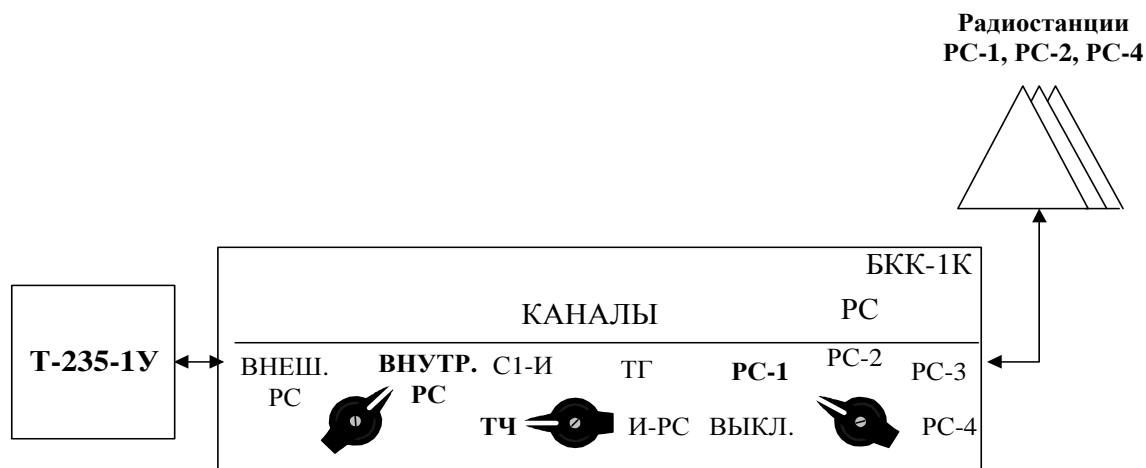 Радиостанции
РС-1, РС-2, РС-4
БКК-1К
КАНАЛЫ РС
Т-235-1У
ВНЕШ. РС
ВНУТР. РС
С1-И ТГ РС-1 РС-2 РС-3
ТЧ И-РС ВЫКЛ. РС-4